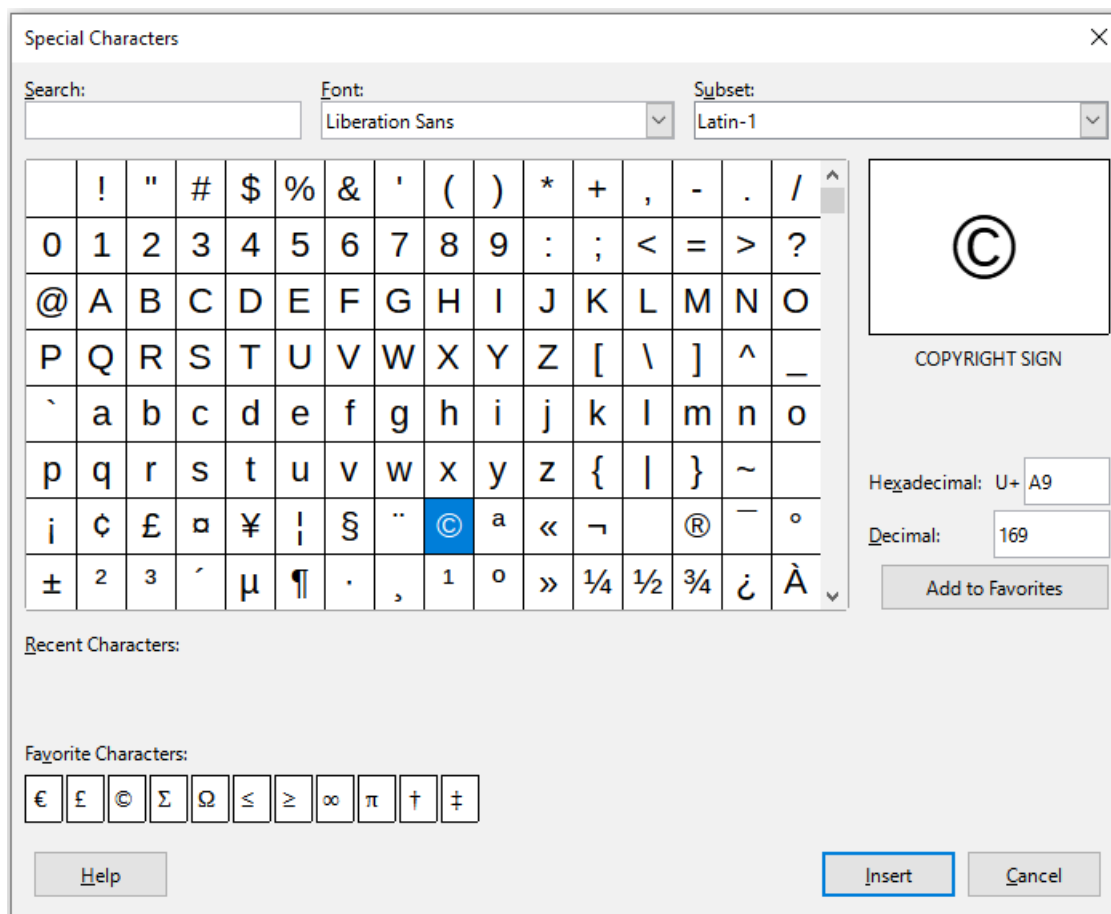 Special Characters
Search: Font: Subset:
Liberation Sans Latin-1
! " # $ % & ' ( ) * + , - . /
0 1 2 3 4 5 6 7 8 9 : ; < = > ?
@ A B C D E F G H I J K L M N O
P Q R S T U V W X Y Z [ \ ] ^ _
` a b c d e f g h i j k l m n o
p q r s t u v w x y z { | } ~
¡ ¢ £ ¤ ¥ ¦ § ¨ © ª « ¬ ® ¯ °
± ² ³ ´ µ ¶ · ¸ ¹ º » ¼ ½ ¾ ¿ À
©
COPYRIGHT SIGN
Hexadecimal: U+ A9
Decimal: 169
Add to Favorites
Recent Characters:
Favorite Characters:
€ £ © Σ Ω ≤ ≥ ∞ π † ‡
Help Insert Cancel